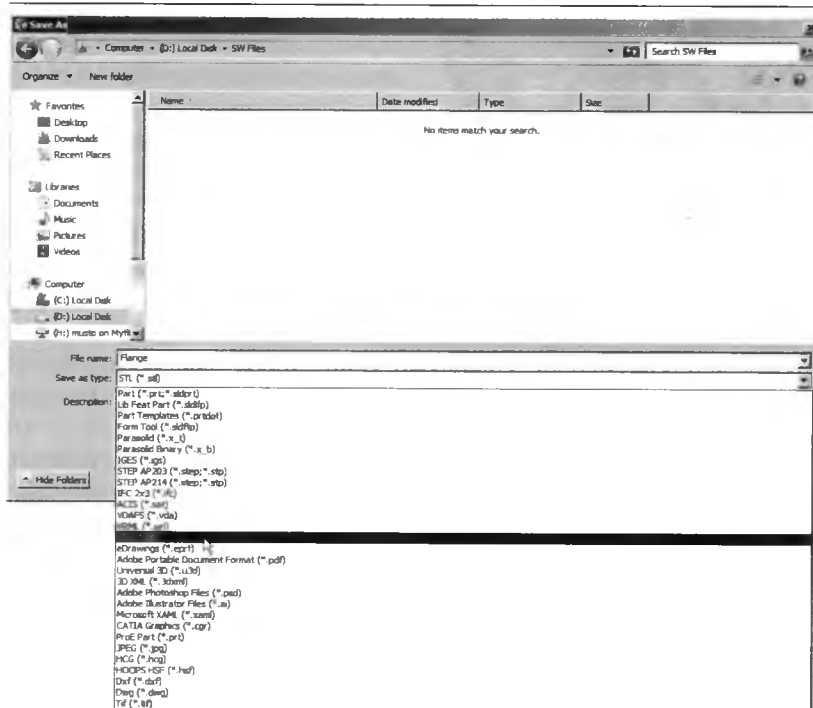 Save As
Computer
(D:) Local Disk
SW Files
Search SW Files
Organize
New folder
Favorites
Desktop
Downloads
Recent Places
Libraries
Documents
Music
Pictures
Videos
Computer
(C:) Local Disk
(D:) Local Disk
(H:) musto on Myfil
Name
Date modified
Type
Size
No items match your search.
File name: Flange
Save as type: STL (*.stl)
Description:
Part (*.prt;*.sldprt)
Lib Feat Part (*.sldlfp)
Part Templates (*.prtdot)
Form Tool (*.sldftp)
Parasolid (*.x_t)
Parasolid Binary (*.x_b)
IGES (*.igs)
STEP AP203 (*.step;*.stp)
STEP AP214 (*.step;*.stp)
IFC 2x3 (*.ifc)
ACIS (*.sat)
VDAFS (*.vda)
VRML (*.wrl)
eDrawings (*.eprt)
Adobe Portable Document Format (*.pdf)
Universal 3D (*.u3d)
3D XML (*.3dxml)
Adobe Photoshop Files (*.psd)
Adobe Illustrator Files (*.ai)
Microsoft XAML (*.xaml)
CATIA Graphics (*.cgr)
ProE Part (*.prt)
JPEG (*.jpg)
HCG (*.hcg)
HOOPS HSF (*.hsf)
Dxf (*.dxf)
Dwg (*.dwg)
Tif (*.tif)
Hide Folders